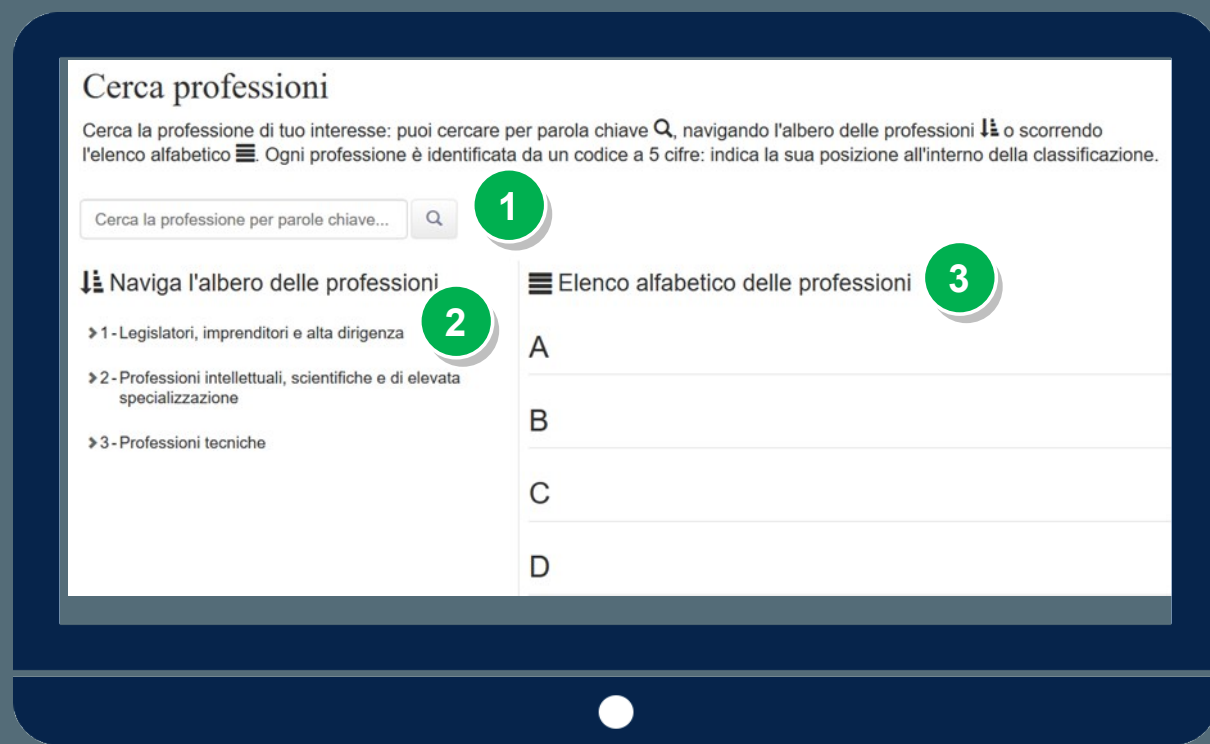 Cerca professioni
Cerca la professione di tuo interesse: puoi cercare per parola chiave, navigando l'albero delle professioni o scorrendo
l'elenco alfabetico. Ogni professione è identificata da un codice a 5 cifre: indica la sua posizione all'interno della classificazione.
Cerca la professione per parole chiave...
1
Naviga l'albero delle professioni
2
1-Legislatori, imprenditori e alta dirigenza
2-Professioni intellettuali, scientifiche e di elevata
specializzazione
3-Professioni tecniche
Elenco alfabetico delle professioni
3
A
B
C
D